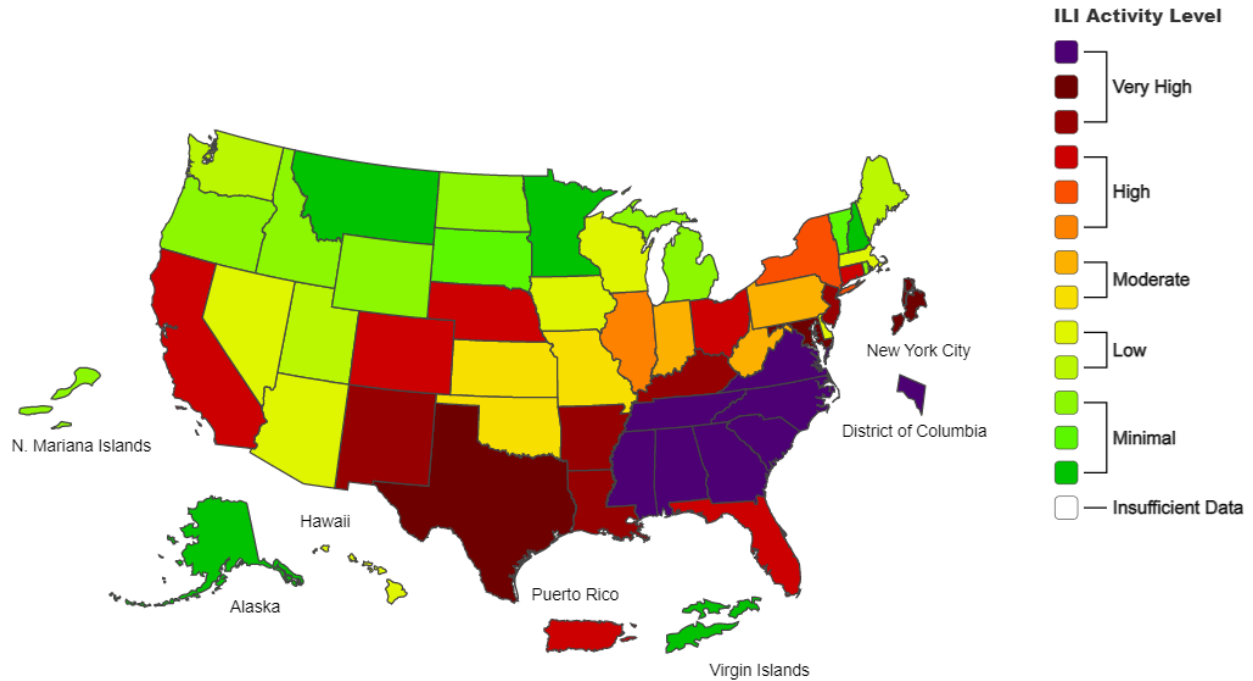 ILI Activity Level
Very High
High
Moderate
Low
Minimal
Insufficient Data
New York City
District of Columbia
N. Mariana Islands
Hawaii
Alaska
Puerto Rico
Virgin Islands